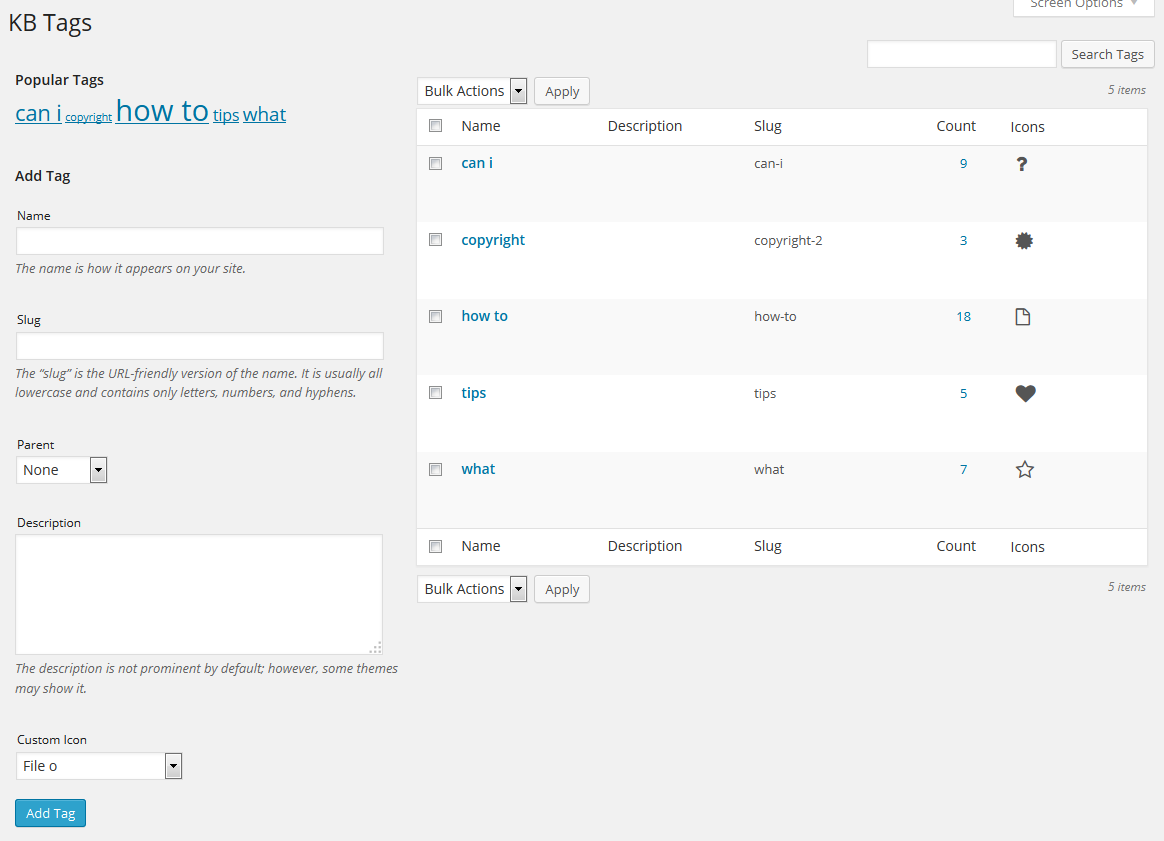 Screen Options
KB Tags
Search Tags
Popular Tags
can i copyright how to tips what
Add Tag
Name
The name is how it appears on your site.
Slug
The “slug” is the URL-friendly version of the name. It is usually all
lowercase and contains only letters, numbers, and hyphens.
Parent
None
Description
The description is not prominent by default; however, some themes
may show it.
Custom Icon
File o
Add Tag
Bulk Actions Apply 5 items
Name Description Slug Count Icons
can i can-i 9
copyright copyright-2 3
how to how-to 18
tips tips 5
what what 7
Name Description Slug Count Icons
Bulk Actions Apply 5 items